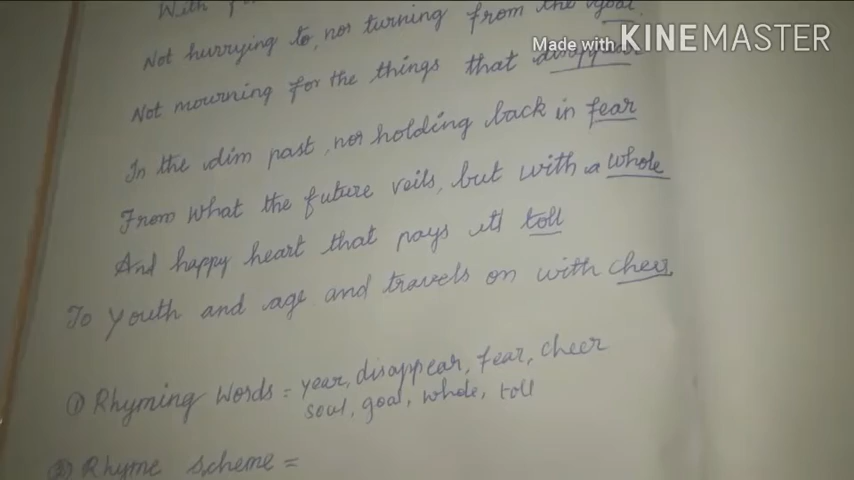 With
Not hurrying to, nor turning from the goal
Made with KINEMASTER
Not mourning for the things that disappear
In the dim past, nor holding back in fear
From what the future veils, but with a whole
And happy heart that pays its toll
To youth and age and travels on with cheer
① Rhyming Words = year, disappear, fear, cheer
soul, goal, whole, toll
② Rhyme Scheme =